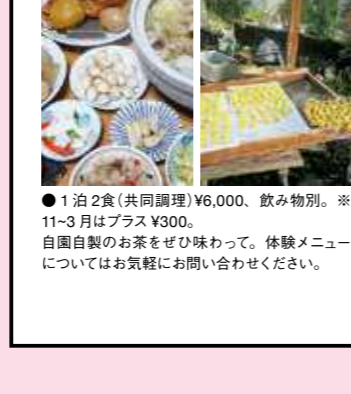 ●1泊2食(共同調理)¥6,000、飲み物別。※
11~3月はプラス¥300。
自園自製のお茶をぜひ味わって。体験メニュー
についてはお気軽にお問い合わせください。